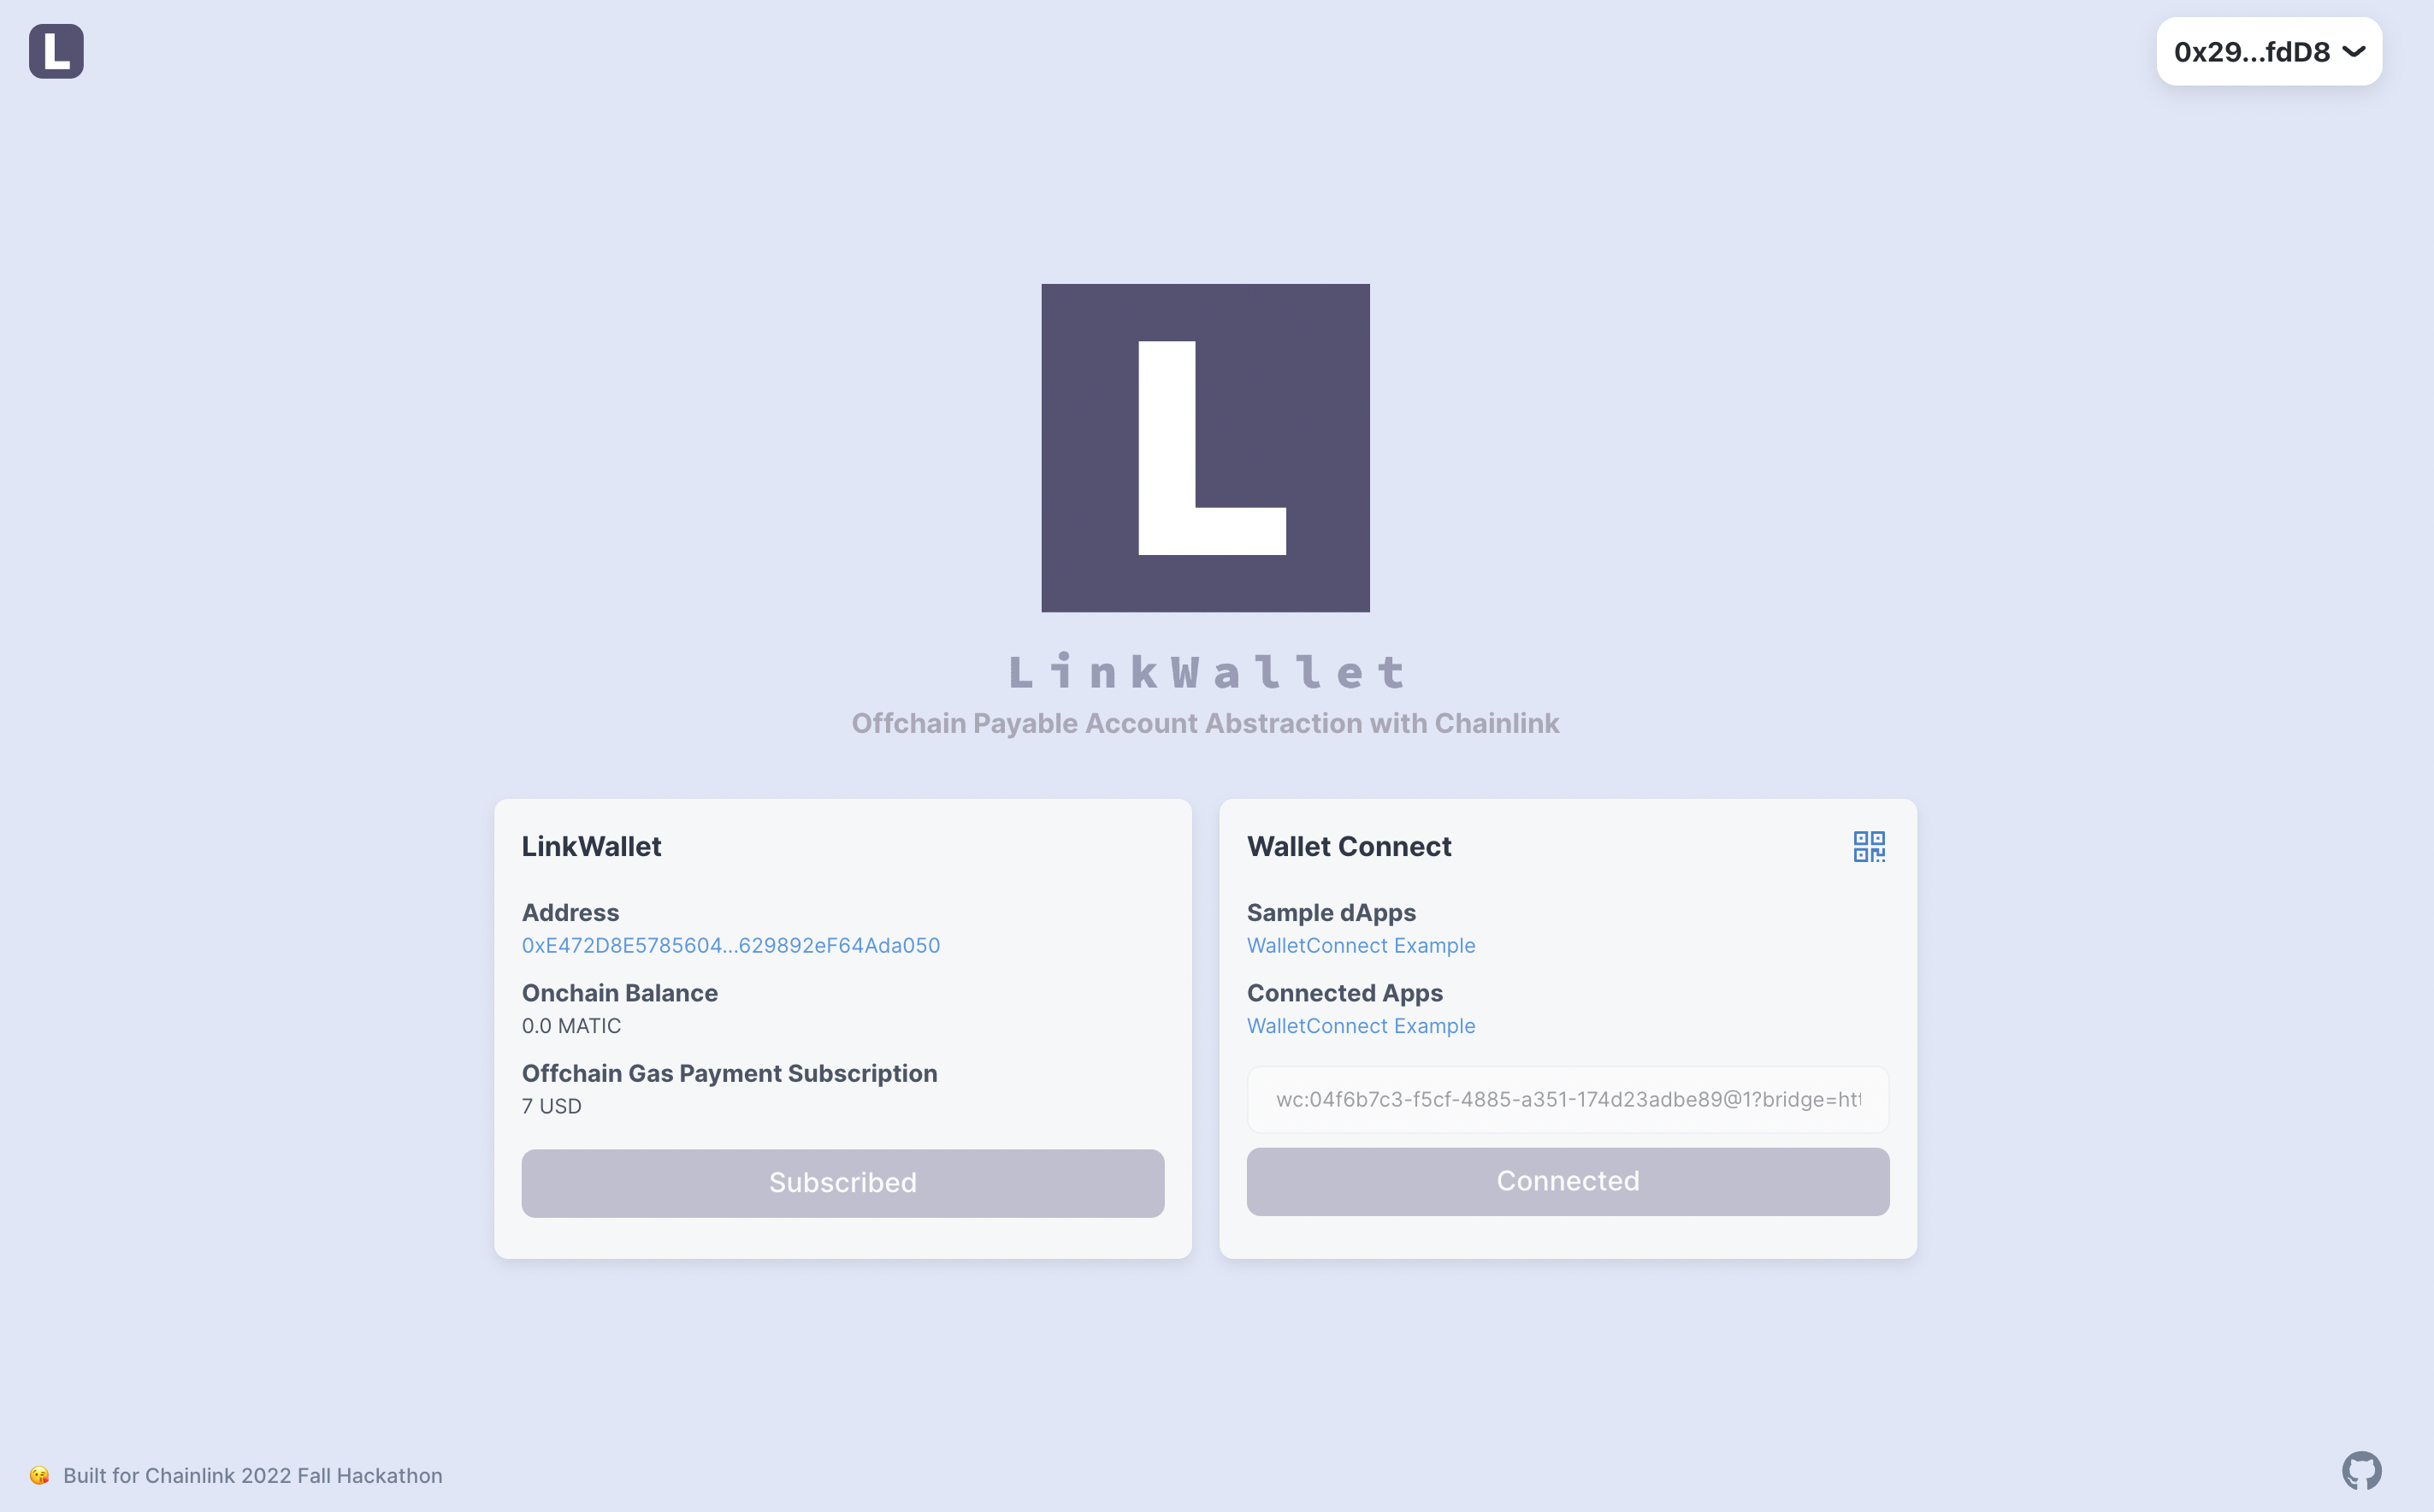 L
0x29...fdD8
L
LinkWallet
Offchain Payable Account Abstraction with Chainlink
LinkWallet
Address
0xE472D8E5785604...629892eF64Ada050
Onchain Balance
0.0 MATIC
Offchain Gas Payment Subscription
7 USD
Subscribed
Wallet Connect
Sample dApps
WalletConnect Example
Connected Apps
WalletConnect Example
wc:04f6b7c3-f5cf-4885-a351-174d23adbe89@1?bridge=htt
Connected
😘 Built for Chainlink 2022 Fall Hackathon